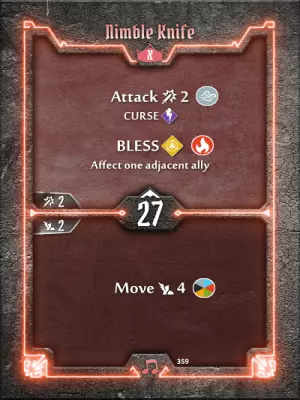 Nimble Knife
X
Attack 2
CURSE
BLESS
Affect one adjacent ally
2
27
2
Move 4
359